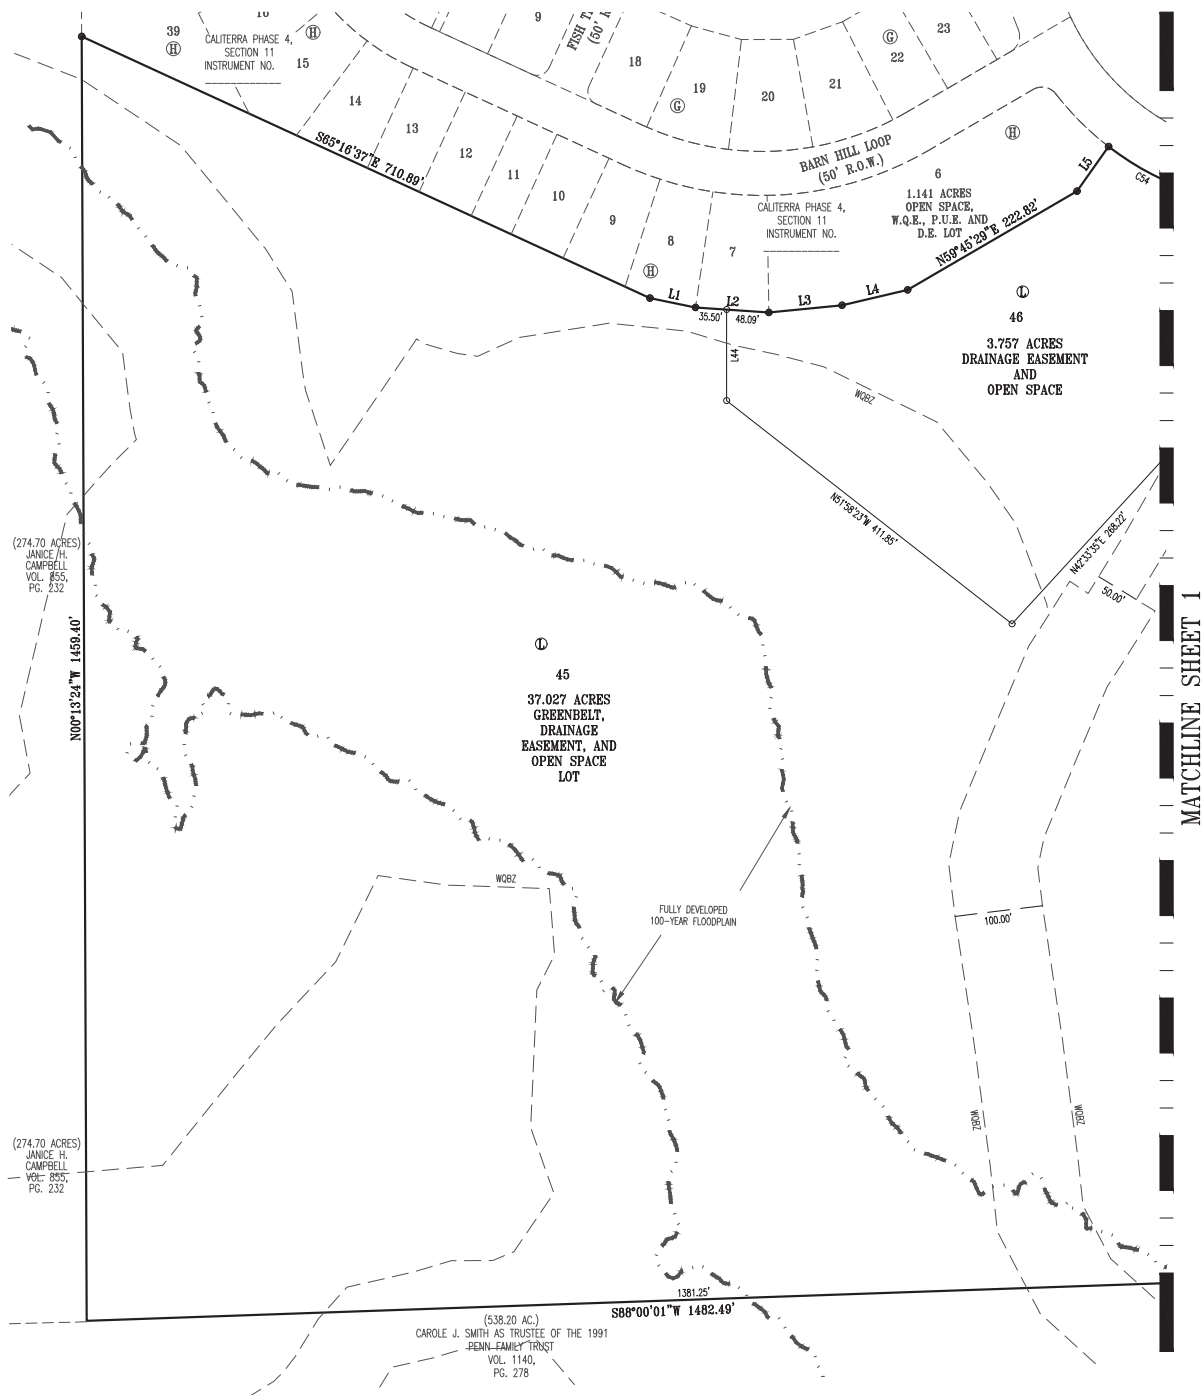 39
H
CALITERRA PHASE 4,
SECTION 11
INSTRUMENT NO.
16
H
15
14
13
12
11
10
9
8
7
H
9
FISH
(50'
18
19
20
21
22
23
G
G
H
BARN HILL LOOP
(50' R.O.W.)
6
1.141 ACRES
OPEN SPACE,
W.Q.E., P.U.E. AND
D.E. LOT
CALITERRA PHASE 4,
SECTION 11
INSTRUMENT NO.
S65°16'37"E 710.89'
L1
L2
L3
L4
L5
C54
35.50'
48.09'
L44
N59°45'29"E 222.82'
L
46
3.757 ACRES
DRAINAGE EASEMENT
AND
OPEN SPACE
WQBZ
N51°58'23"W 411.85'
N42°33'35"E 268.22'
50.00'
(274.70 ACRES)
JANICE H.
CAMPBELL
VOL. 855,
PG. 232
N00°13'24"W 1459.40'
L
45
37.027 ACRES
GREENBELT,
DRAINAGE
EASEMENT, AND
OPEN SPACE
LOT
MATCHLINE SHEET 1
WQBZ
FULLY DEVELOPED
100-YEAR FLOODPLAIN
100.00'
WQBZ
WQBZ
(274.70 ACRES)
JANICE H.
CAMPBELL
VOL. 855,
PG. 232
1381.25'
S88°00'01"W 1482.49'
(538.20 AC.)
CAROLE J. SMITH AS TRUSTEE OF THE 1991
PENN FAMILY TRUST
VOL. 1140,
PG. 278